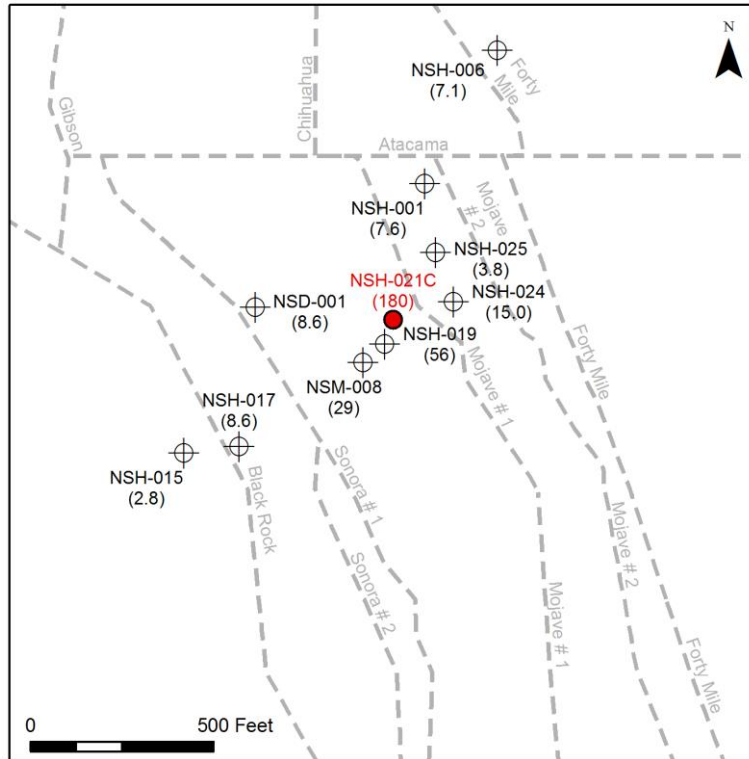 N
NSH-006
(7.1)
Forty
Mile
Gibson
Chihuahua
Atacama
NSH-001
(7.6)
Mojave
# 2
NSH-025
(3.8)
NSH-021C
(180)
NSH-024
(15.0)
NSD-001
(8.6)
NSH-019
(56)
NSM-008
(29)
Forty Mile
Mojave # 1
NSH-017
(8.6)
NSH-015
(2.8)
Black Rock
Sonora # 1
Sonora # 2
Mojave # 2
Mojave # 1
Forty Mile
0 500 Feet